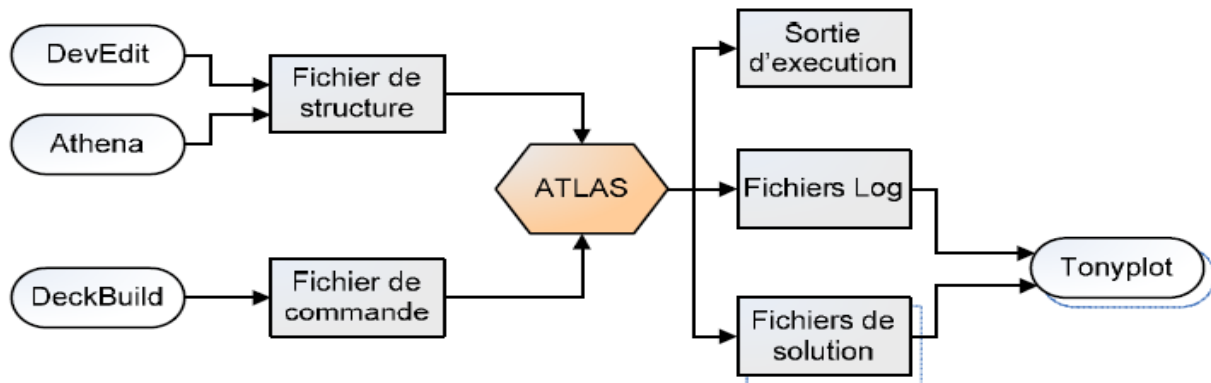 DevEdit
Athena
DeckBuild
Fichier de
structure
Fichier de
commande
ATLAS
Sortie
d'execution
Fichiers Log
Fichiers de
solution
Tonyplot